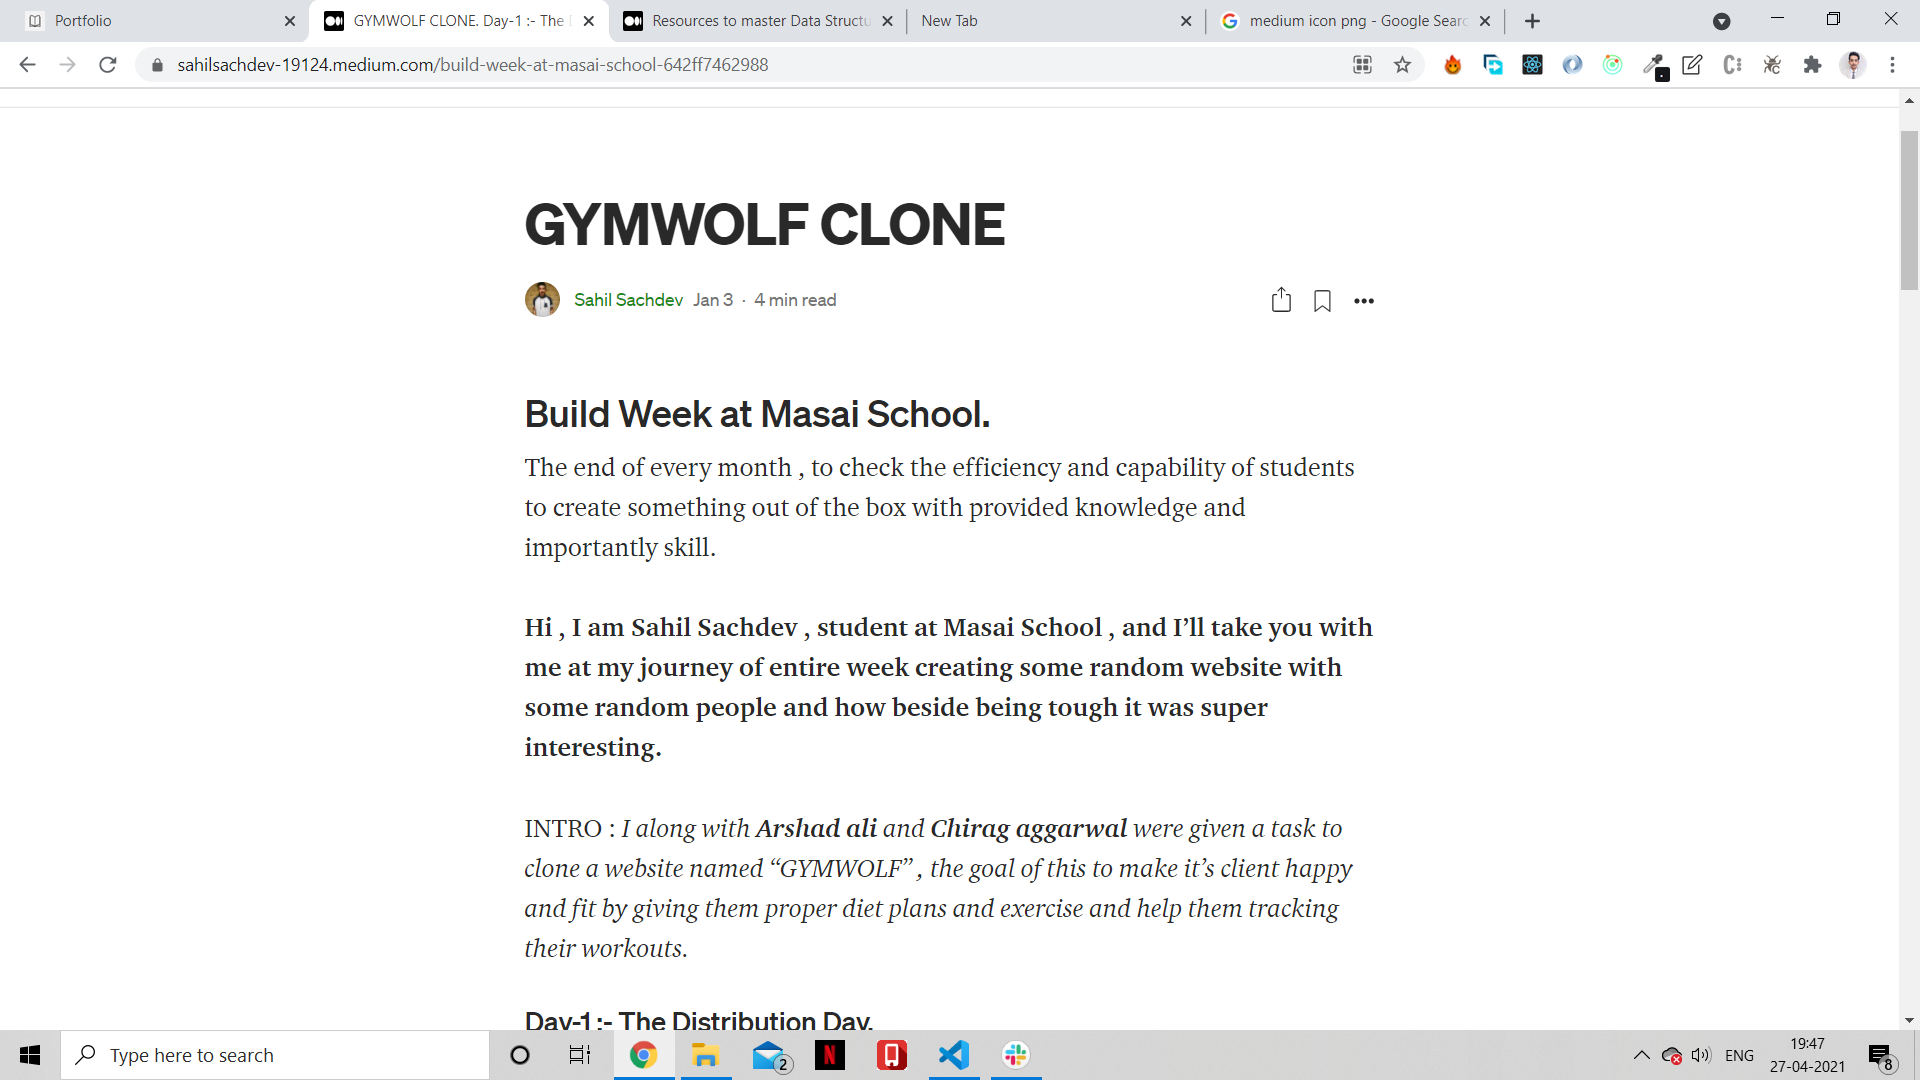 Portfolio
GYMWOLF CLONE. Day-1 :- The
Resources to master Data Structu
New Tab
medium icon png - Google Searc
sahilsachdev-19124.medium.com/build-week-at-masai-school-642ff7462988
GYMWOLF CLONE
Sahil Sachdev Jan 3 · 4 min read
Build Week at Masai School.
The end of every month , to check the efficiency and capability of students
to create something out of the box with provided knowledge and
importantly skill.
Hi , I am Sahil Sachdev , student at Masai School , and I’ll take you with
me at my journey of entire week creating some random website with
some random people and how beside being tough it was super
interesting.
INTRO : I along with Arshad ali and Chirag aggarwal were given a task to
clone a website named “GYMWOLF” , the goal of this to make it’s client happy
and fit by giving them proper diet plans and exercise and help them tracking
their workouts.
Day-1 :- The Distribution Day.
Type here to search
2
N
ENG
19:47
27-04-2021
8